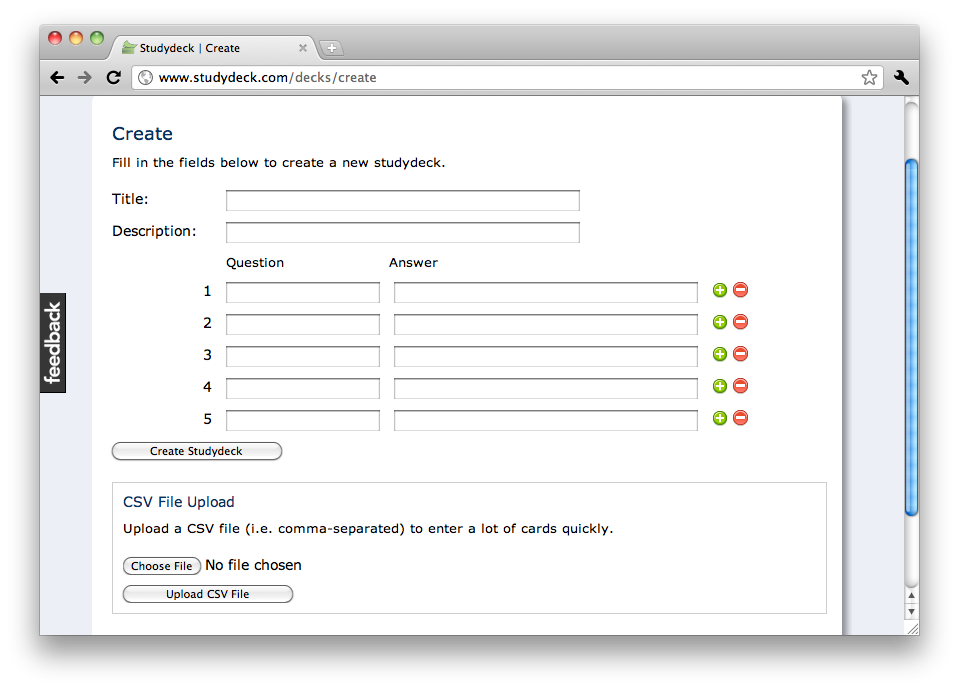 Studydeck | Create
www.studydeck.com/decks/create
Create
Fill in the fields below to create a new studydeck.
Title:
Description:
Question Answer
1
2
3
feedback
4
5
Create Studydeck
CSV File Upload
Upload a CSV file (i.e. comma-separated) to enter a lot of cards quickly.
Choose File No file chosen
Upload CSV File